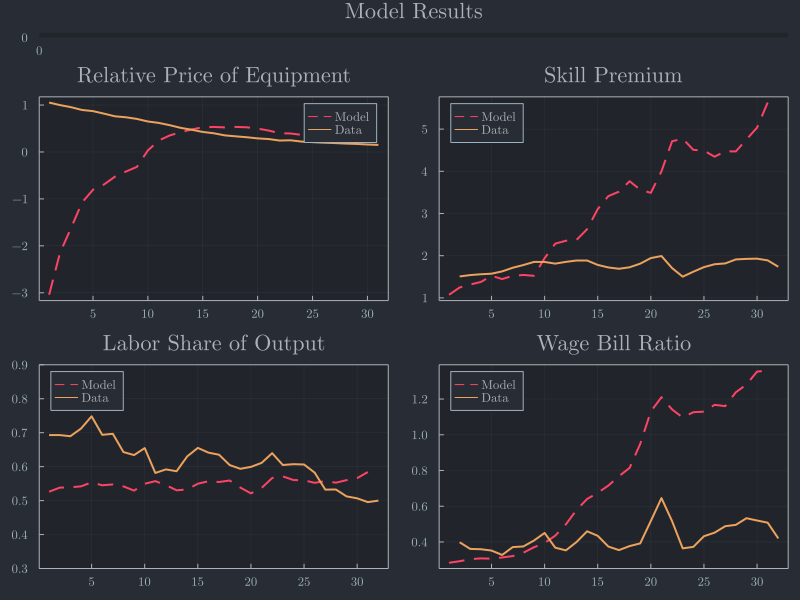 Model Results
0
0
Relative Price of Equipment
1
0
−1
−2
−3
5 10 15 20 25 30
Model
Data
Skill Premium
5
4
3
2
1
5 10 15 20 25 30
Model
Data
Labor Share of Output
0.9
0.8
0.7
0.6
0.5
0.4
0.3
5 10 15 20 25 30
Model
Data
Wage Bill Ratio
1.2
1.0
0.8
0.6
0.4
5 10 15 20 25 30
Model
Data